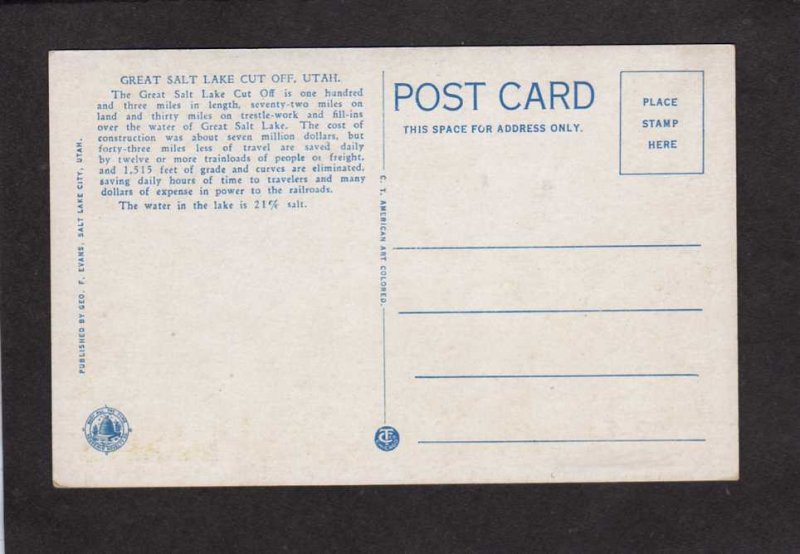 GREAT SALT LAKE CUT OFF, UTAH.
The Great Salt Lake Cut Off is one hundred
and three miles in length, seventy-two miles on
land and thirty miles on trestle-work and fill-ins
over the water of Great Salt Lake. The cost of
construction was about seven million dollars, but
forty-three miles less of travel are saved daily
by twelve or more trainloads of people or freight,
and 1,515 feet of grade and curves are eliminated,
saving daily hours of time to travelers and many
dollars of expense in power to the railroads.
The water in the lake is 21% salt.
PUBLISHED BY GEO. F. EVANS, SALT LAKE CITY, UTAH.
C. T. AMERICAN ART COLORED.
POST CARD
THIS SPACE FOR ADDRESS ONLY.
PLACE
STAMP
HERE